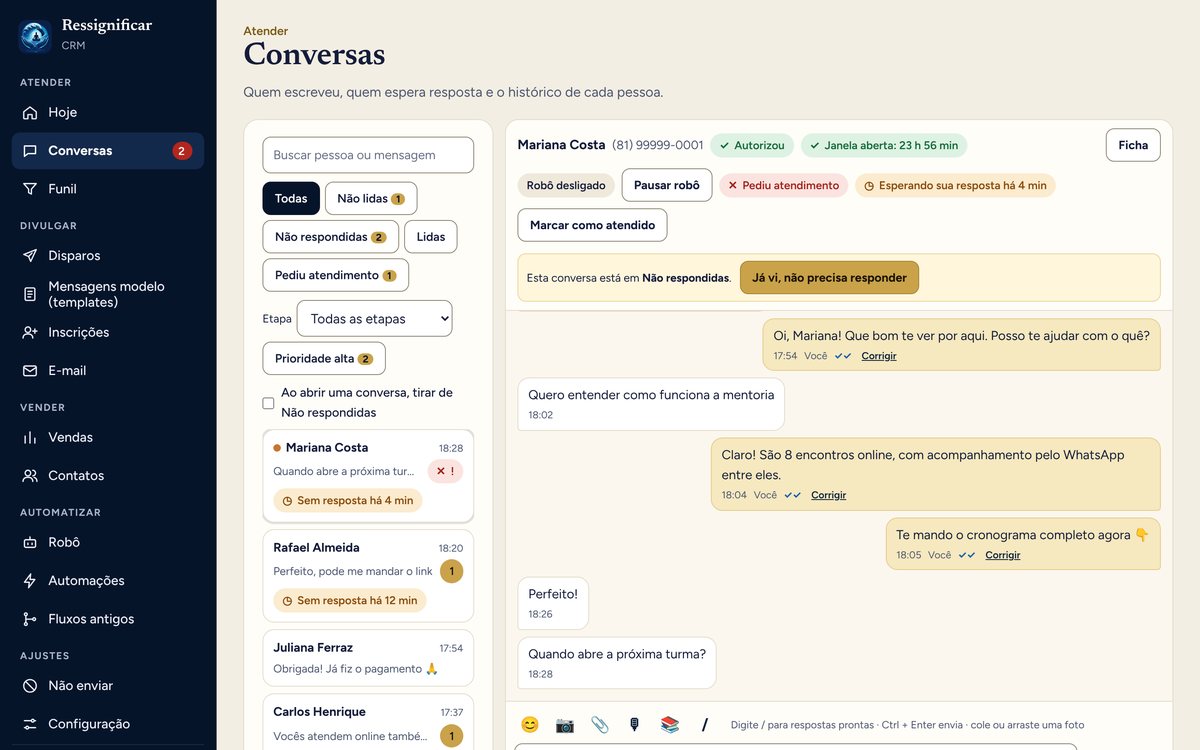 Ressignificar
CRM
ATENDER
Hoje
Conversas 2
Funil
DIVULGAR
Disparos
Mensagens modelo
(templates)
Inscrições
E-mail
VENDER
Vendas
Contatos
AUTOMATIZAR
Robô
Automações
Fluxos antigos
AJUSTES
Não enviar
Configuração
Atender
Conversas
Quem escreveu, quem espera resposta e o histórico de cada pessoa.
Buscar pessoa ou mensagem
Todas Não lidas 1
Não respondidas 2 Lidas
Pediu atendimento 1
Etapa Todas as etapas
Prioridade alta 2
Ao abrir uma conversa, tirar de
Não respondidas
Mariana Costa 18:28
Quando abre a próxima tur... ✕ !
Sem resposta há 4 min
Rafael Almeida 18:20
Perfeito, pode me mandar o link 1
Sem resposta há 12 min
Juliana Ferraz 17:54
Obrigada! Já fiz o pagamento 🙏
Carlos Henrique 17:37
Vocês atendem online també... 1
Mariana Costa (81) 99999-0001 ✓ Autorizou ✓ Janela aberta: 23 h 56 min Ficha
Robô desligado Pausar robô ✕ Pediu atendimento Esperando sua resposta há 4 min
Marcar como atendido
Esta conversa está em Não respondidas. Já vi, não precisa responder
Oi, Mariana! Que bom te ver por aqui. Posso te ajudar com o quê?
17:54 Você ✓✓ Corrigir
Quero entender como funciona a mentoria
18:02
Claro! São 8 encontros online, com acompanhamento pelo WhatsApp
entre eles.
18:04 Você ✓✓ Corrigir
Te mando o cronograma completo agora 👇
18:05 Você ✓✓ Corrigir
Perfeito!
18:26
Quando abre a próxima turma?
18:28
/ Digite / para respostas prontas · Ctrl + Enter envia · cole ou arraste uma foto